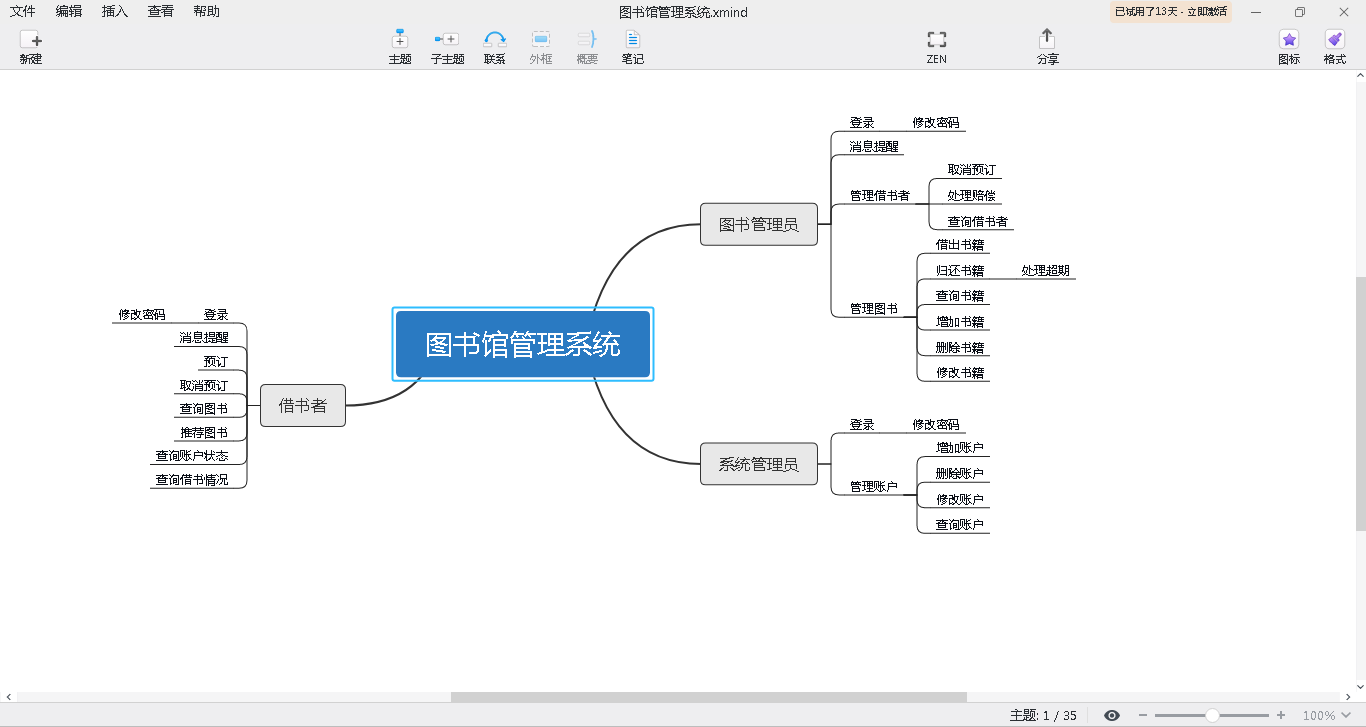 文件 编辑 插入 查看 帮助 图书馆管理系统.xmind 已试用了13天 - 立即激活
新建 主题 子主题 联系 外框 概要 笔记 ZEN 分享 图标 格式
图书馆管理系统
图书管理员
登录 修改密码
消息提醒
管理借书者
取消预订
处理赔偿
查询借书者
管理图书
借出书籍
归还书籍 处理超期
查询书籍
增加书籍
删除书籍
修改书籍
系统管理员
登录 修改密码
管理账户
增加账户
删除账户
修改账户
查询账户
借书者
修改密码 登录
消息提醒
预订
取消预订
查询图书
推荐图书
查询账户状态
查询借书情况
主题: 1 / 35 100%